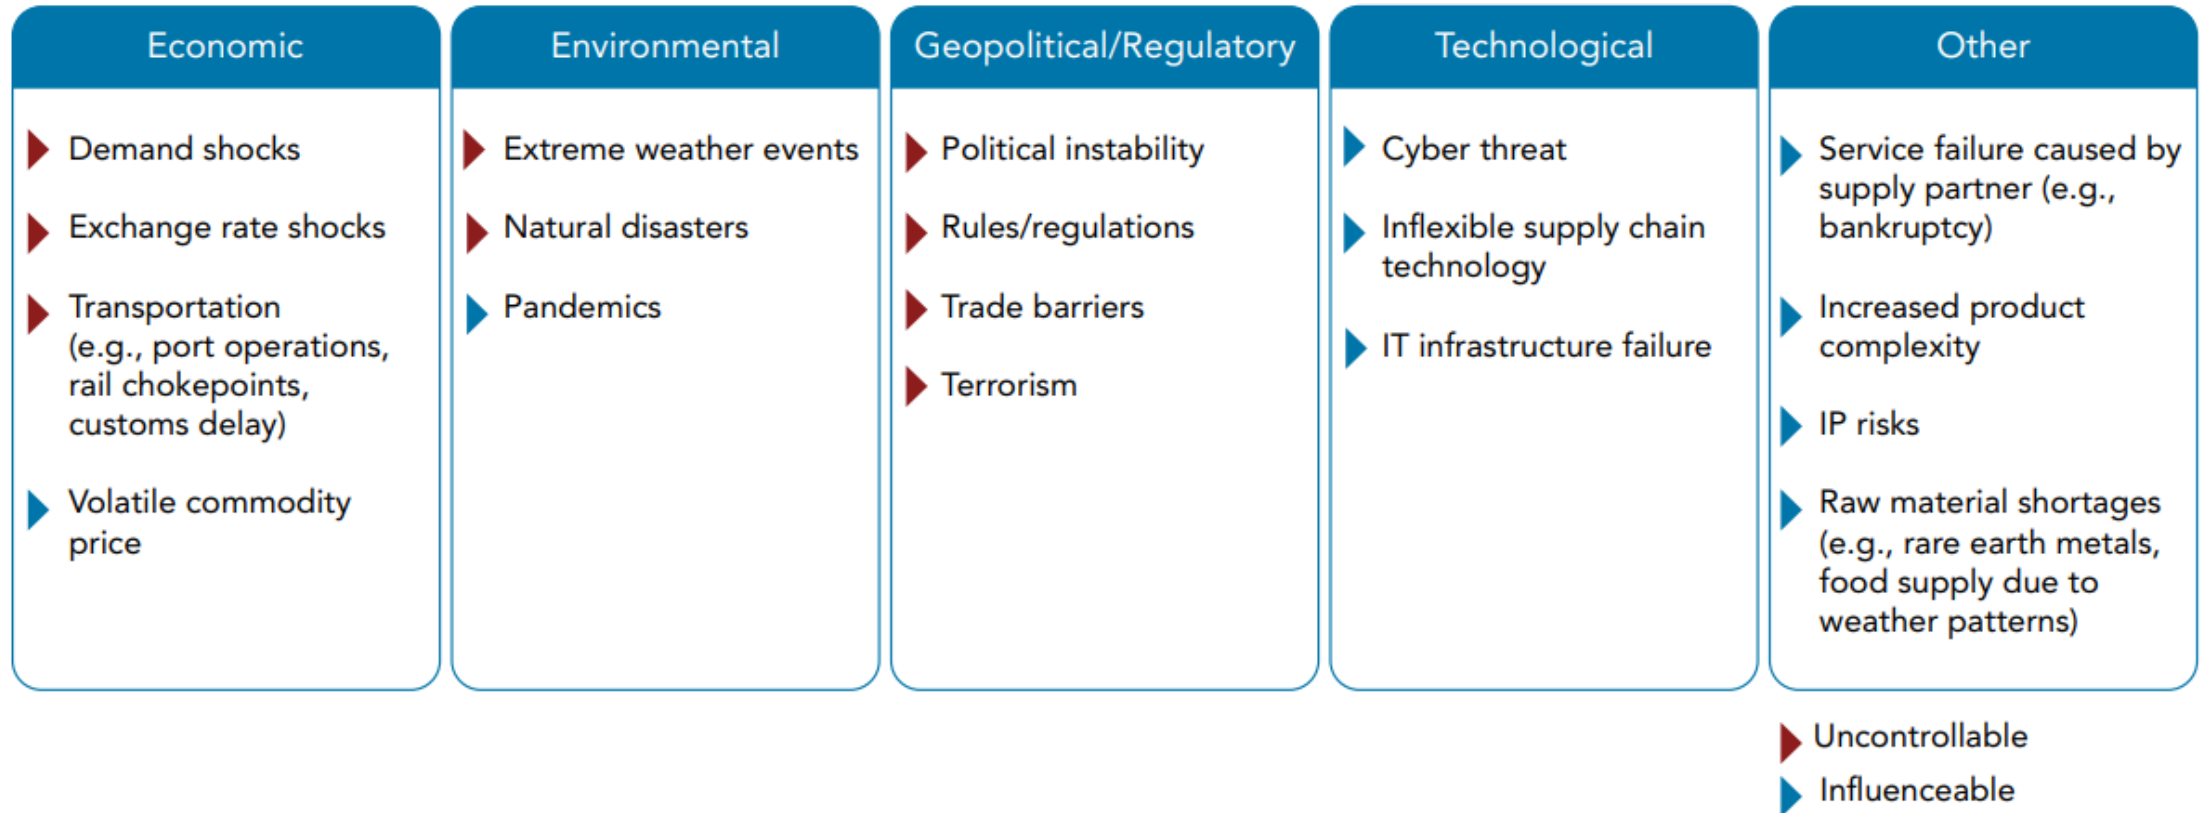 Economic
Demand shocks
Exchange rate shocks
Transportation
(e.g., port operations,
rail chokepoints,
customs delay)
Volatile commodity
price
Environmental
Extreme weather events
Natural disasters
Pandemics
Geopolitical/Regulatory
Political instability
Rules/regulations
Trade barriers
Terrorism
Technological
Cyber threat
Inflexible supply chain
technology
IT infrastructure failure
Other
Service failure caused by
supply partner (e.g.,
bankruptcy)
Increased product
complexity
IP risks
Raw material shortages
(e.g., rare earth metals,
food supply due to
weather patterns)
Uncontrollable
Influenceable